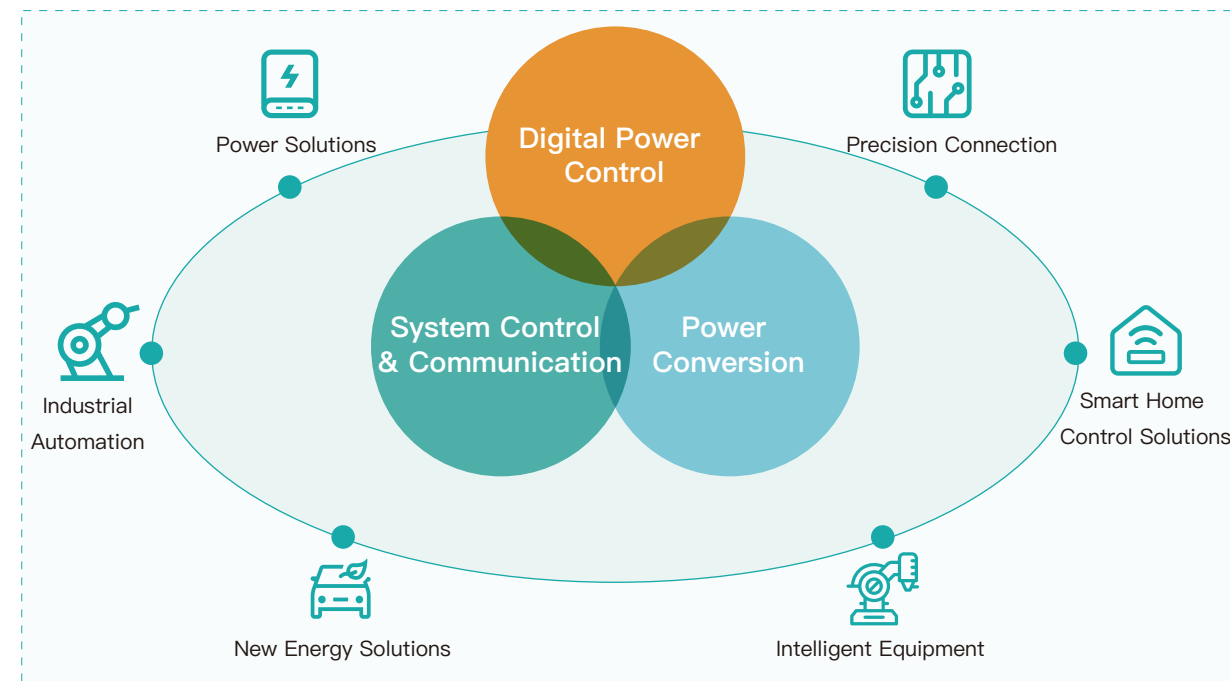 Digital Power
Control
Power Solutions
Precision Connection
System Control
& Communication
Power
Conversion
Industrial
Automation
Smart Home
Control Solutions
New Energy Solutions
Intelligent Equipment